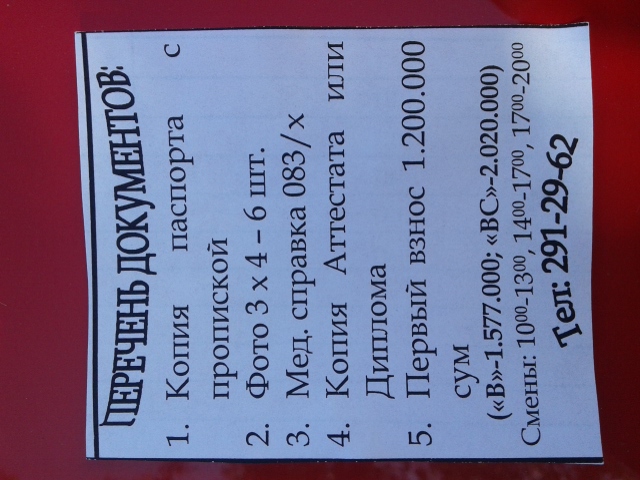 ПЕРЕЧЕНЬ ДОКУМЕНТОВ:
1. Копия паспорта с
пропиской
2. Фото 3 х 4 – 6 шт.
3. Мед. справка 083/х
4. Копия Аттестата или
Диплома
5. Первый взнос 1.200.000
сум
(«В»-1.577.000; «ВС»-2.020.000)
Смены: 10⁰⁰-13⁰⁰, 14⁰⁰-17⁰⁰, 17⁰⁰-20⁰⁰
Тел: 291-29-62